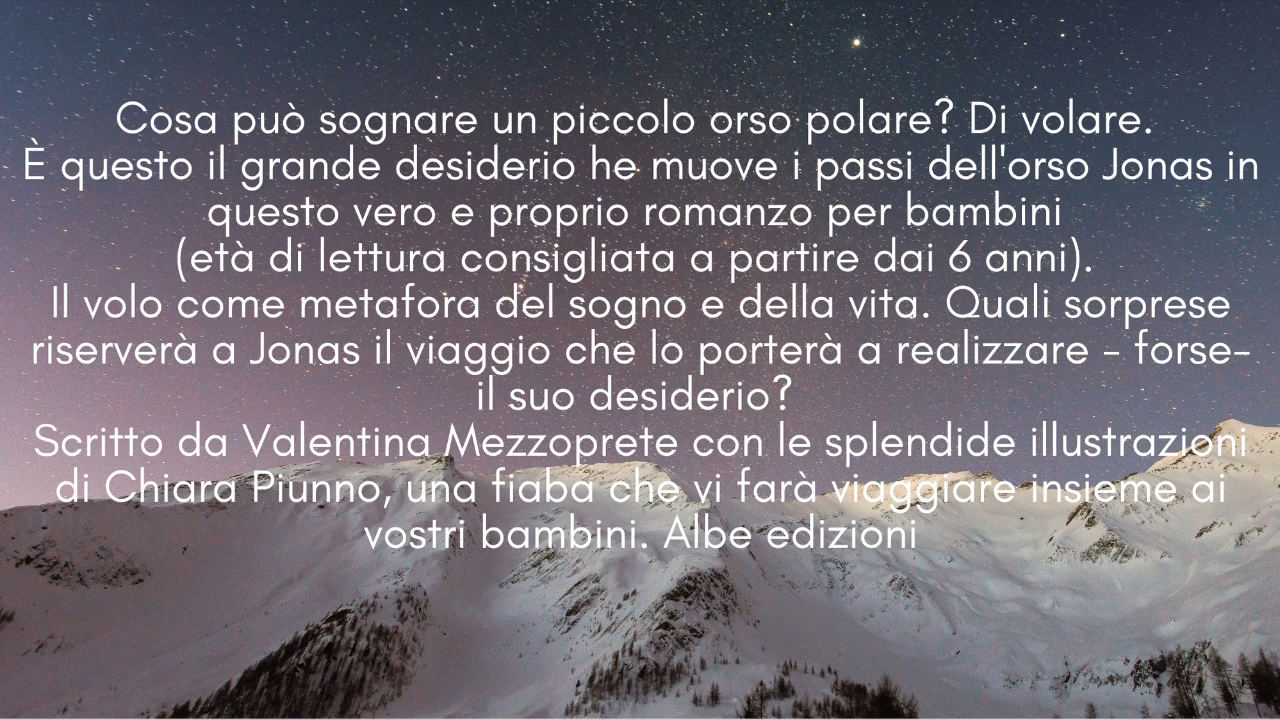 Cosa può sognare un piccolo orso polare? Di volare.
È questo il grande desiderio he muove i passi dell'orso Jonas in
questo vero e proprio romanzo per bambini
(età di lettura consigliata a partire dai 6 anni).
Il volo come metafora del sogno e della vita. Quali sorprese
riserverà a Jonas il viaggio che lo porterà a realizzare - forse-
il suo desiderio?
Scritto da Valentina Mezzoprete con le splendide illustrazioni
di Chiara Piunno, una fiaba che vi farà viaggiare insieme ai
vostri bambini. Albe edizioni